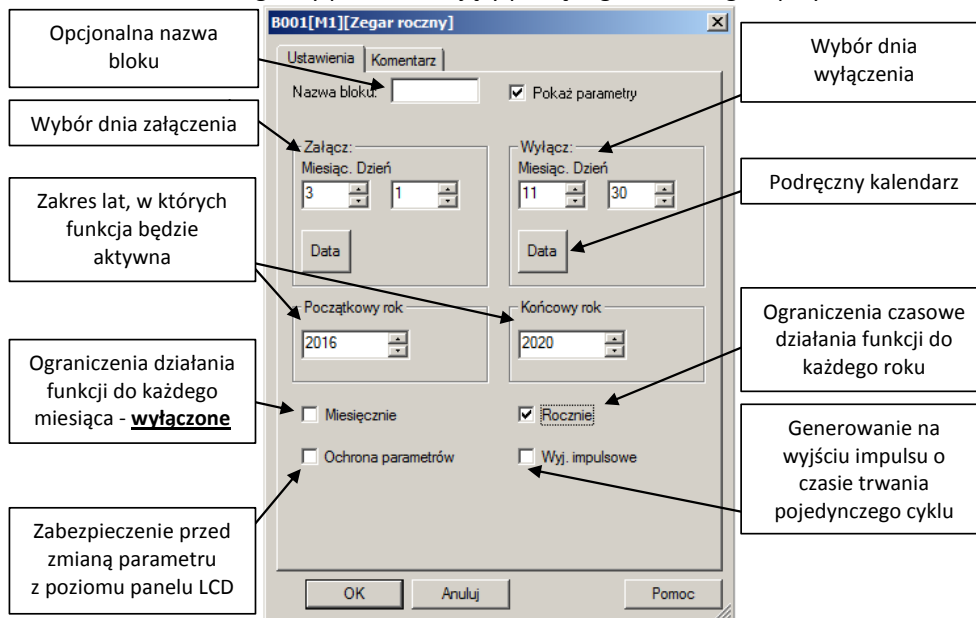 B001[M1][Zegar roczny]
Opcjonalna nazwa
bloku
Ustawienia
Komentarz
Nazwa bloku:
Pokaż parametry
Wybór dnia
wyłączenia
Wybór dnia załączenia
Załącz:
Miesiąc. Dzień
3
1
Data
Wyłącz:
Miesiąc. Dzień
11
30
Data
Podręczny kalendarz
Zakres lat, w których
funkcja będzie
aktywna
Początkowy rok
2016
Końcowy rok
2020
Ograniczenia czasowe
działania funkcji do
każdego roku
Ograniczenia działania
funkcji do każdego
miesiąca - wyłączone
Miesięcznie
Rocznie
Ochrona parametrów
Wyj. impulsowe
Generowanie na
wyjściu impulsu o
czasie trwania
pojedynczego cyklu
Zabezpieczenie przed
zmianą parametru
z poziomu panelu LCD
OK
Anuluj
Pomoc